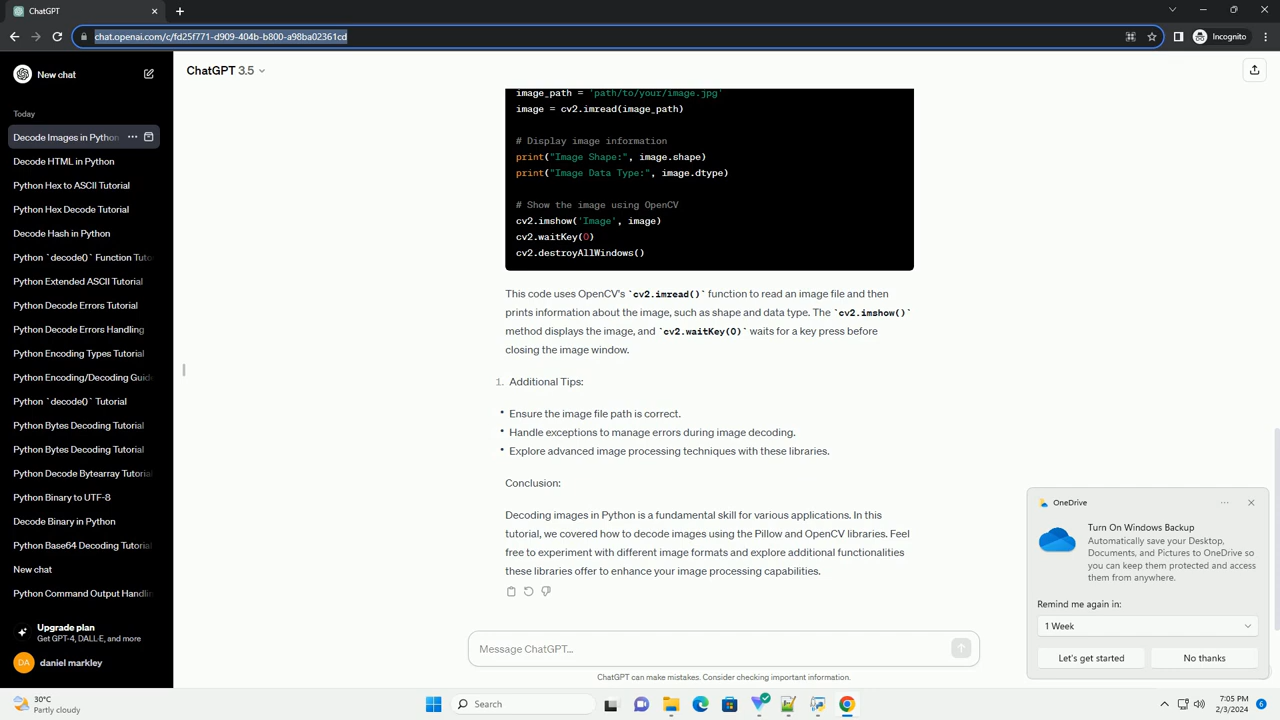 ChatGPT
chat.openai.com/c/fd25f771-d909-404b-b800-a98ba02361cd
Incognito
New chat
ChatGPT 3.5
Today
Decode Images in Python
Decode HTML in Python
Python Hex to ASCII Tutorial
Python Hex Decode Tutorial
Decode Hash in Python
Python `decode()` Function Tuto
Python Extended ASCII Tutorial
Python Decode Errors Tutorial
Python Decode Errors Handling
Python Encoding Types Tutorial
Python Encoding/Decoding Guide
Python `decode()` Tutorial
Python Bytes Decoding Tutorial
Python Bytes Decoding Tutorial
Python Decode Bytearray Tutorial
Python Binary to UTF-8
Decode Binary in Python
Python Base64 Decoding Tutorial
New chat
Python Command Output Handlin
Upgrade plan
Get GPT-4, DALL·E, and more
DA daniel markley
image_path = 'path/to/your/image.jpg'
image = cv2.imread(image_path)
# Display image information
print("Image Shape:", image.shape)
print("Image Data Type:", image.dtype)
# Show the image using OpenCV
cv2.imshow('Image', image)
cv2.waitKey(0)
cv2.destroyAllWindows()
This code uses OpenCV's `cv2.imread()` function to read an image file and then
prints information about the image, such as shape and data type. The `cv2.imshow()`
method displays the image, and `cv2.waitKey(0)` waits for a key press before
closing the image window.
1. Additional Tips:
• Ensure the image file path is correct.
• Handle exceptions to manage errors during image decoding.
• Explore advanced image processing techniques with these libraries.
Conclusion:
Decoding images in Python is a fundamental skill for various applications. In this
tutorial, we covered how to decode images using the Pillow and OpenCV libraries. Feel
free to experiment with different image formats and explore additional functionalities
these libraries offer to enhance your image processing capabilities.
Message ChatGPT...
ChatGPT can make mistakes. Consider checking important information.
OneDrive
Turn On Windows Backup
Automatically save your Desktop,
Documents, and Pictures to OneDrive so
you can keep them protected and access
them from anywhere.
Remind me again in:
1 Week
Let's get started
No thanks
30°C
Partly cloudy
Search
7:05 PM
2/3/2024
6